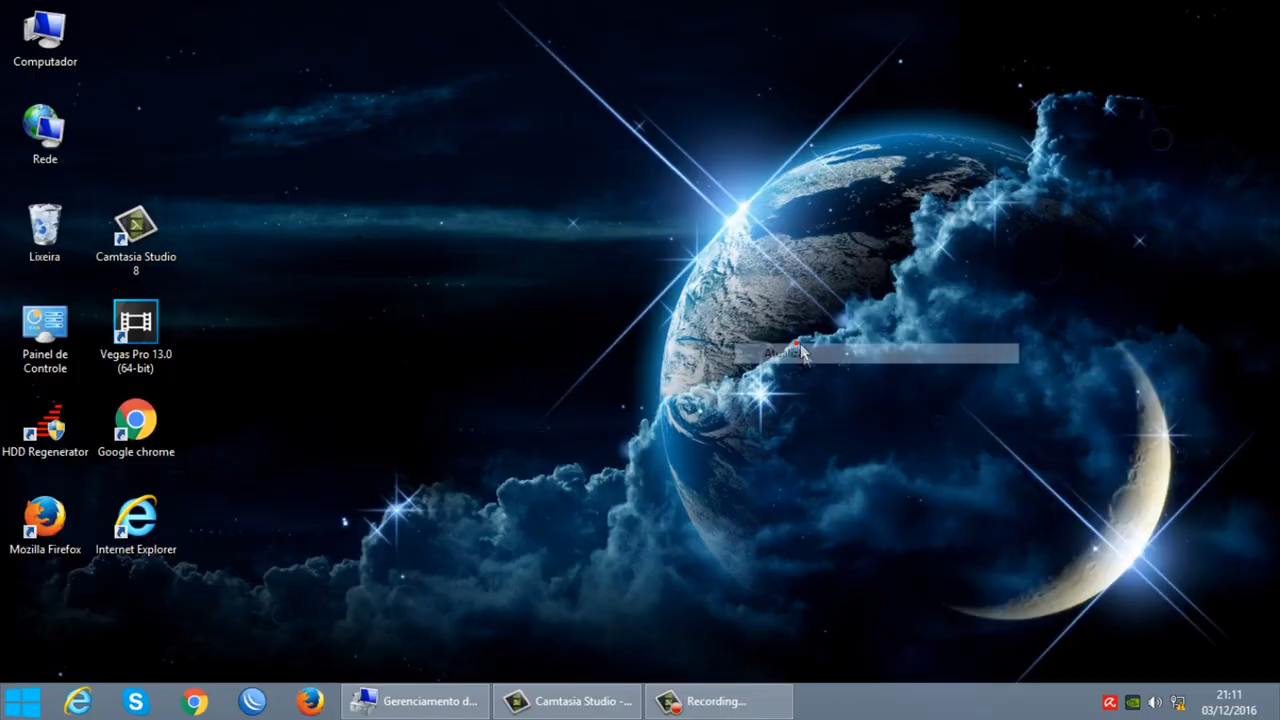 Computador
Rede
Lixeira
Camtasia Studio
8
Painel de
Controle
Vegas Pro 13.0
(64-bit)
HDD Regenerator
Google chrome
Mozilla Firefox
Internet Explorer
Gerenciamento d...
Camtasia Studio -...
Recording...
21:11
03/12/2016